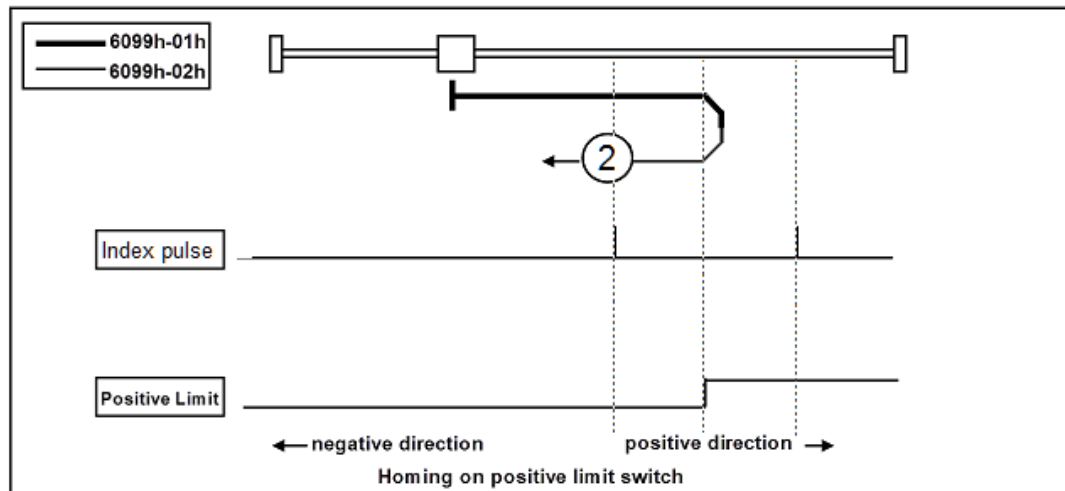 6099h-01h
6099h-02h
2
Index pulse
Positive Limit
negative direction
positive direction
Homing on positive limit switch